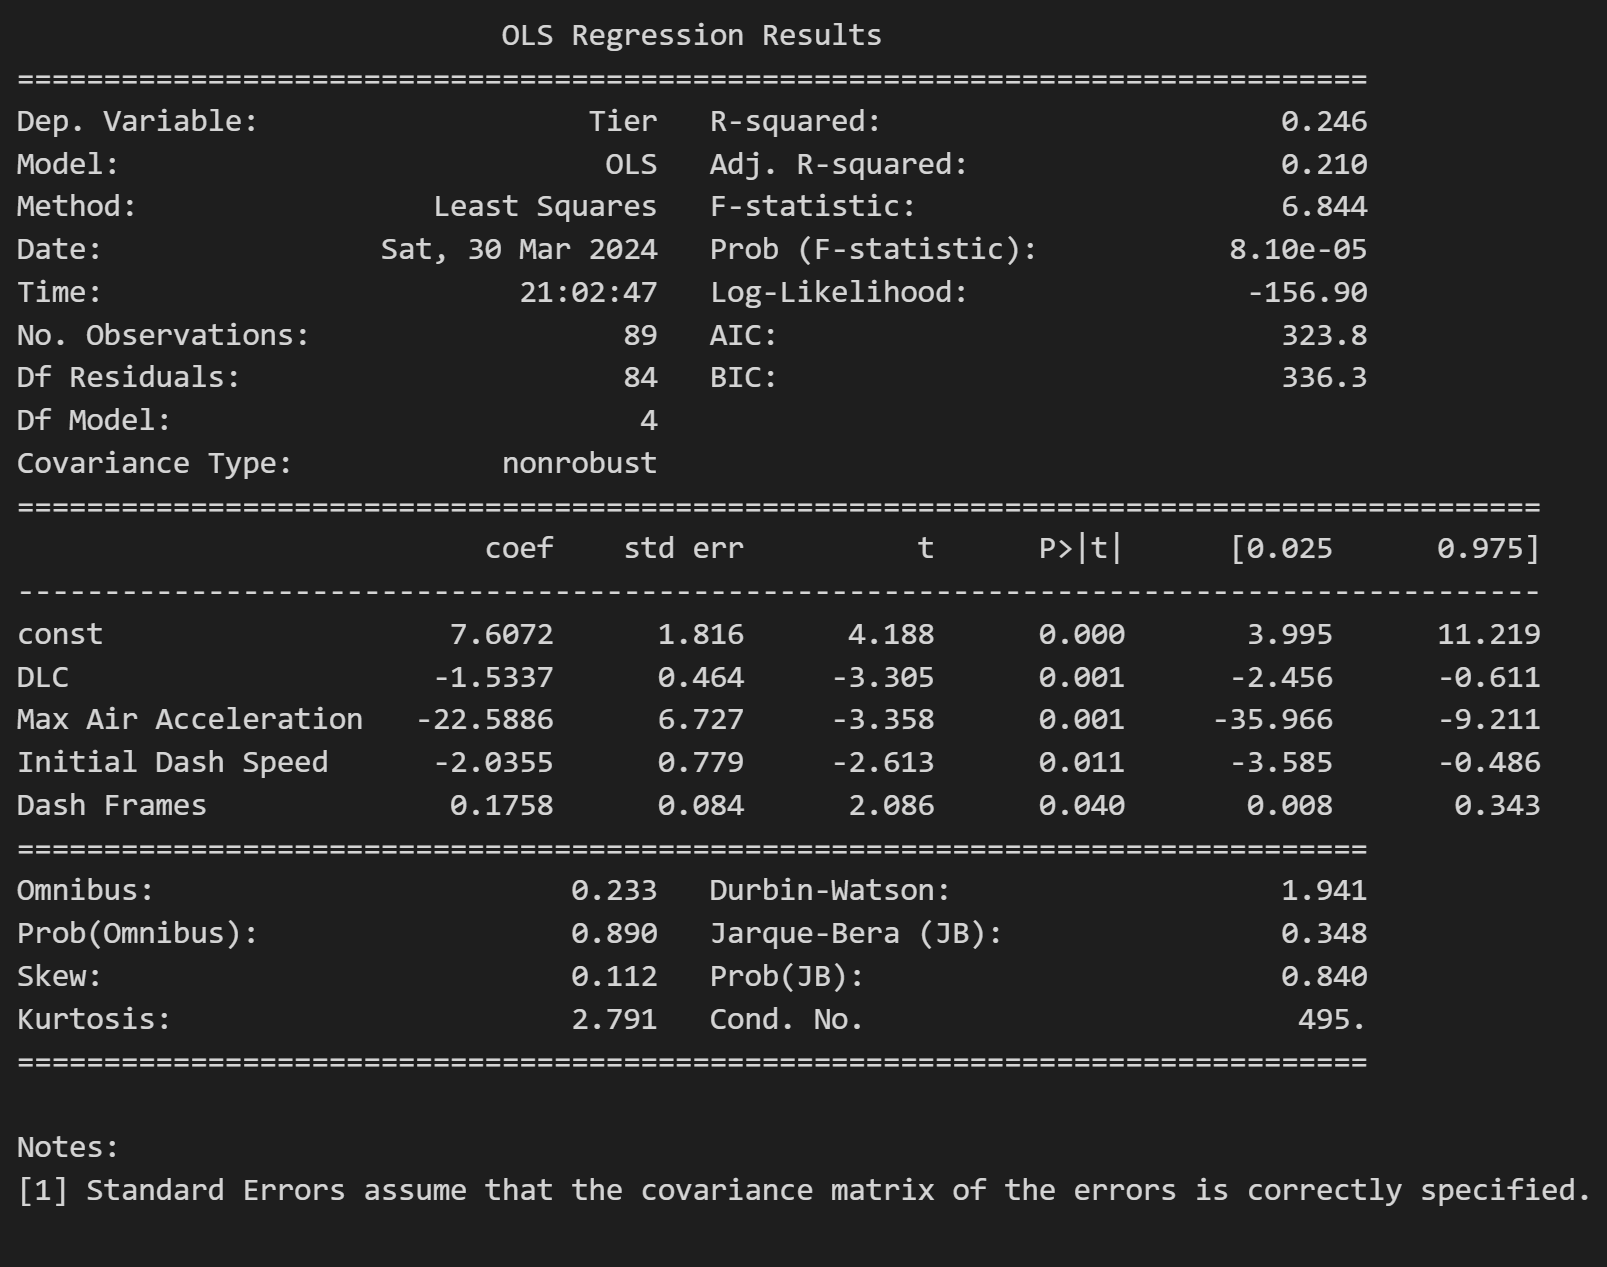 OLS Regression Results
==============================================================================
Dep. Variable: Tier R-squared: 0.246
Model: OLS Adj. R-squared: 0.210
Method: Least Squares F-statistic: 6.844
Date: Sat, 30 Mar 2024 Prob (F-statistic): 8.10e-05
Time: 21:02:47 Log-Likelihood: -156.90
No. Observations: 89 AIC: 323.8
Df Residuals: 84 BIC: 336.3
Df Model: 4
Covariance Type: nonrobust
========================================================================================
coef std err t P>|t| [0.025 0.975]
----------------------------------------------------------------------------------------
const 7.6072 1.816 4.188 0.000 3.995 11.219
DLC -1.5337 0.464 -3.305 0.001 -2.456 -0.611
Max Air Acceleration -22.5886 6.727 -3.358 0.001 -35.966 -9.211
Initial Dash Speed -2.0355 0.779 -2.613 0.011 -3.585 -0.486
Dash Frames 0.1758 0.084 2.086 0.040 0.008 0.343
==============================================================================
Omnibus: 0.233 Durbin-Watson: 1.941
Prob(Omnibus): 0.890 Jarque-Bera (JB): 0.348
Skew: 0.112 Prob(JB): 0.840
Kurtosis: 2.791 Cond. No. 495.
==============================================================================
Notes:
[1] Standard Errors assume that the covariance matrix of the errors is correctly specified.